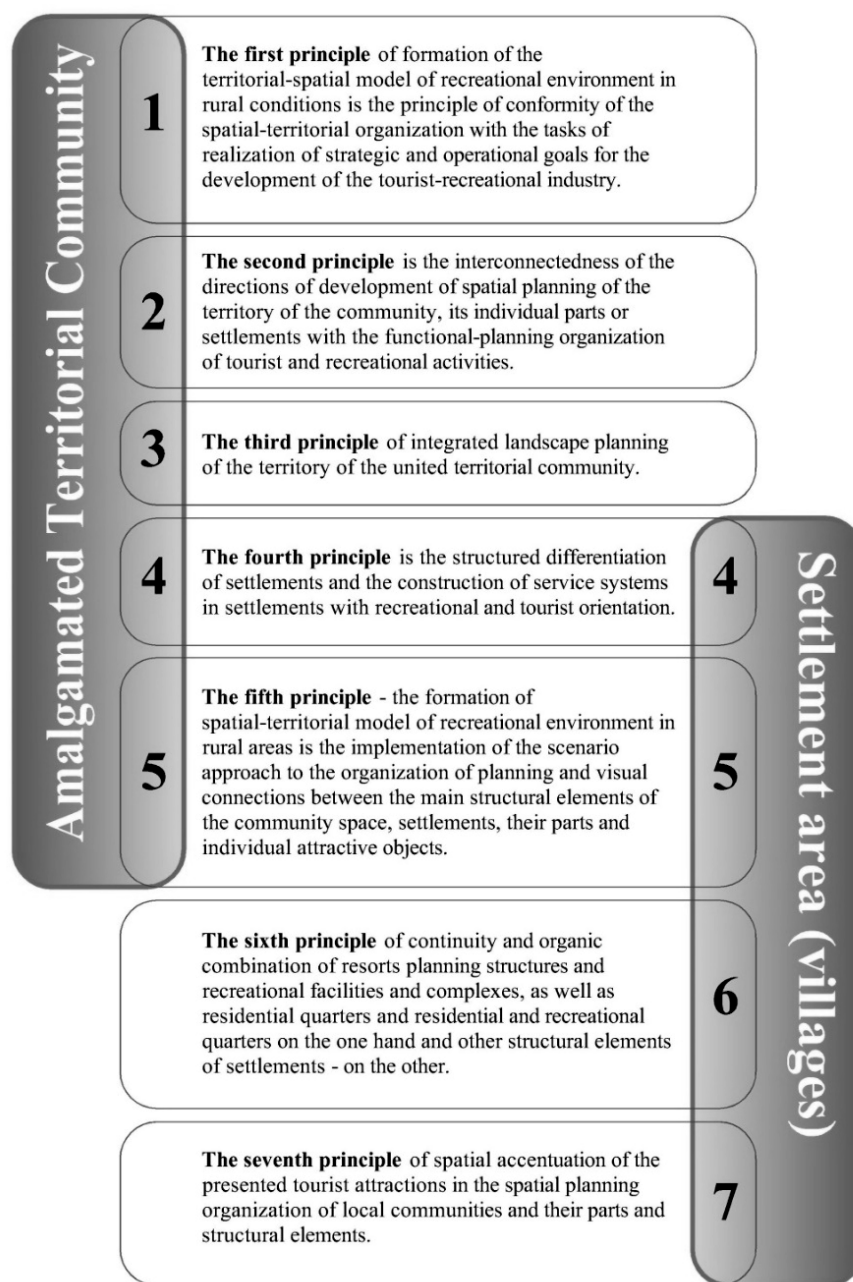 Amalgamated Territorial Community
1
The first principle of formation of the
territorial-spatial model of recreational environment in
rural conditions is the principle of conformity of the
spatial-territorial organization with the tasks of
realization of strategic and operational goals for the
development of the tourist-recreational industry.
2
The second principle is the interconnectedness of the
directions of development of spatial planning of the
territory of the community, its individual parts or
settlements with the functional-planning organization
of tourist and recreational activities.
3
The third principle of integrated landscape planning
of the territory of the united territorial community.
4
The fourth principle is the structured differentiation
of settlements and the construction of service systems
in settlements with recreational and tourist orientation.
4
5
The fifth principle - the formation of
spatial-territorial model of recreational environment in
rural areas is the implementation of the scenario
approach to the organization of planning and visual
connections between the main structural elements of
the community space, settlements, their parts and
individual attractive objects.
5
Settlement area (villages)
The sixth principle of continuity and organic
combination of resorts planning structures and
recreational facilities and complexes, as well as
residential quarters and residential and recreational
quarters on the one hand and other structural elements
of settlements - on the other.
6
The seventh principle of spatial accentuation of the
presented tourist attractions in the spatial planning
organization of local communities and their parts and
structural elements.
7